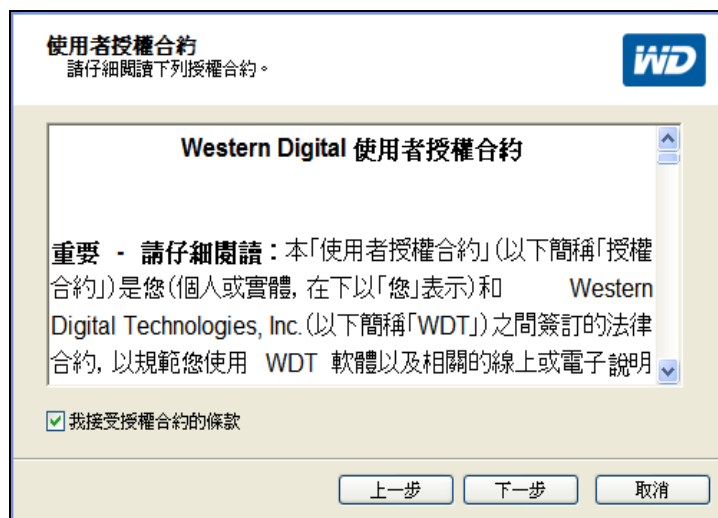 使用者授權合約
請仔細閱讀下列授權合約。
WD
Western Digital 使用者授權合約
重要 - 請仔細閱讀：本「使用者授權合約」(以下簡稱「授權
合約」)是您(個人或實體, 在下以「您」表示)和 Western
Digital Technologies, Inc.(以下簡稱「WDT」)之間簽訂的法律
合約, 以規範您使用 WDT 軟體以及相關的線上或電子說明
我接受授權合約的條款
上一步 下一步 取消